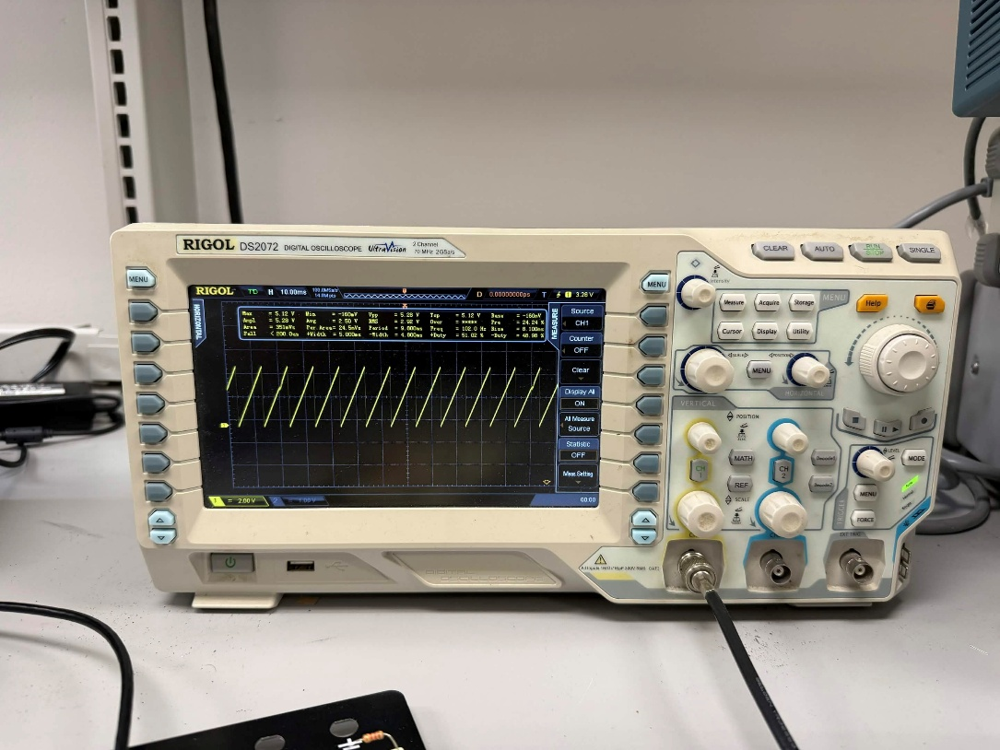 RIGOL DS2072 DIGITAL OSCILLOSCOPE UltraVision 2 Channel
70 MHz 2GSa/s
CLEAR AUTO RUN STOP SINGLE
MENU
RIGOL TD H 10.00ms 100.0MSa/s D 0.00000000ps T 1 3.28 V
14.0Mpts
HORIZONTAL
Max = 5.12 V Min = -160mV Vpp = 5.28 V Top = 5.12 V Base = -160mV
Ampl = 5.28 V Avg = 2.50 V RMS = 2.92 V Over = ***** Pre = 24.24 %
Area = 351mVs Per Area= 24.5mVs Period = 9.800ms Freq = 102.0 Hz Rise = 8.100ms
Fall < 200.0us +Width = 5.000ms -Width = 4.800ms +Duty = 51.02 % -Duty = 48.98 %
MEASURE
Source
CH1
Counter
OFF
Clear
Display All
ON
All Measure
Source
Statistic
OFF
Meas.Setting
1 = 2.00 V 2 = 1.00 V 00:00
MENU
Intensity
Measure Acquire Storage MENU
Cursor Display Utility
Help
SCALE MENU POSITION
HORIZONTAL
VERTICAL
POSITION
CH
1
MATH
CH
2
Decode1
REF
Decode2
SCALE
LEVEL
MODE
MENU
FORCE
TRIGGER
EXT TRIG